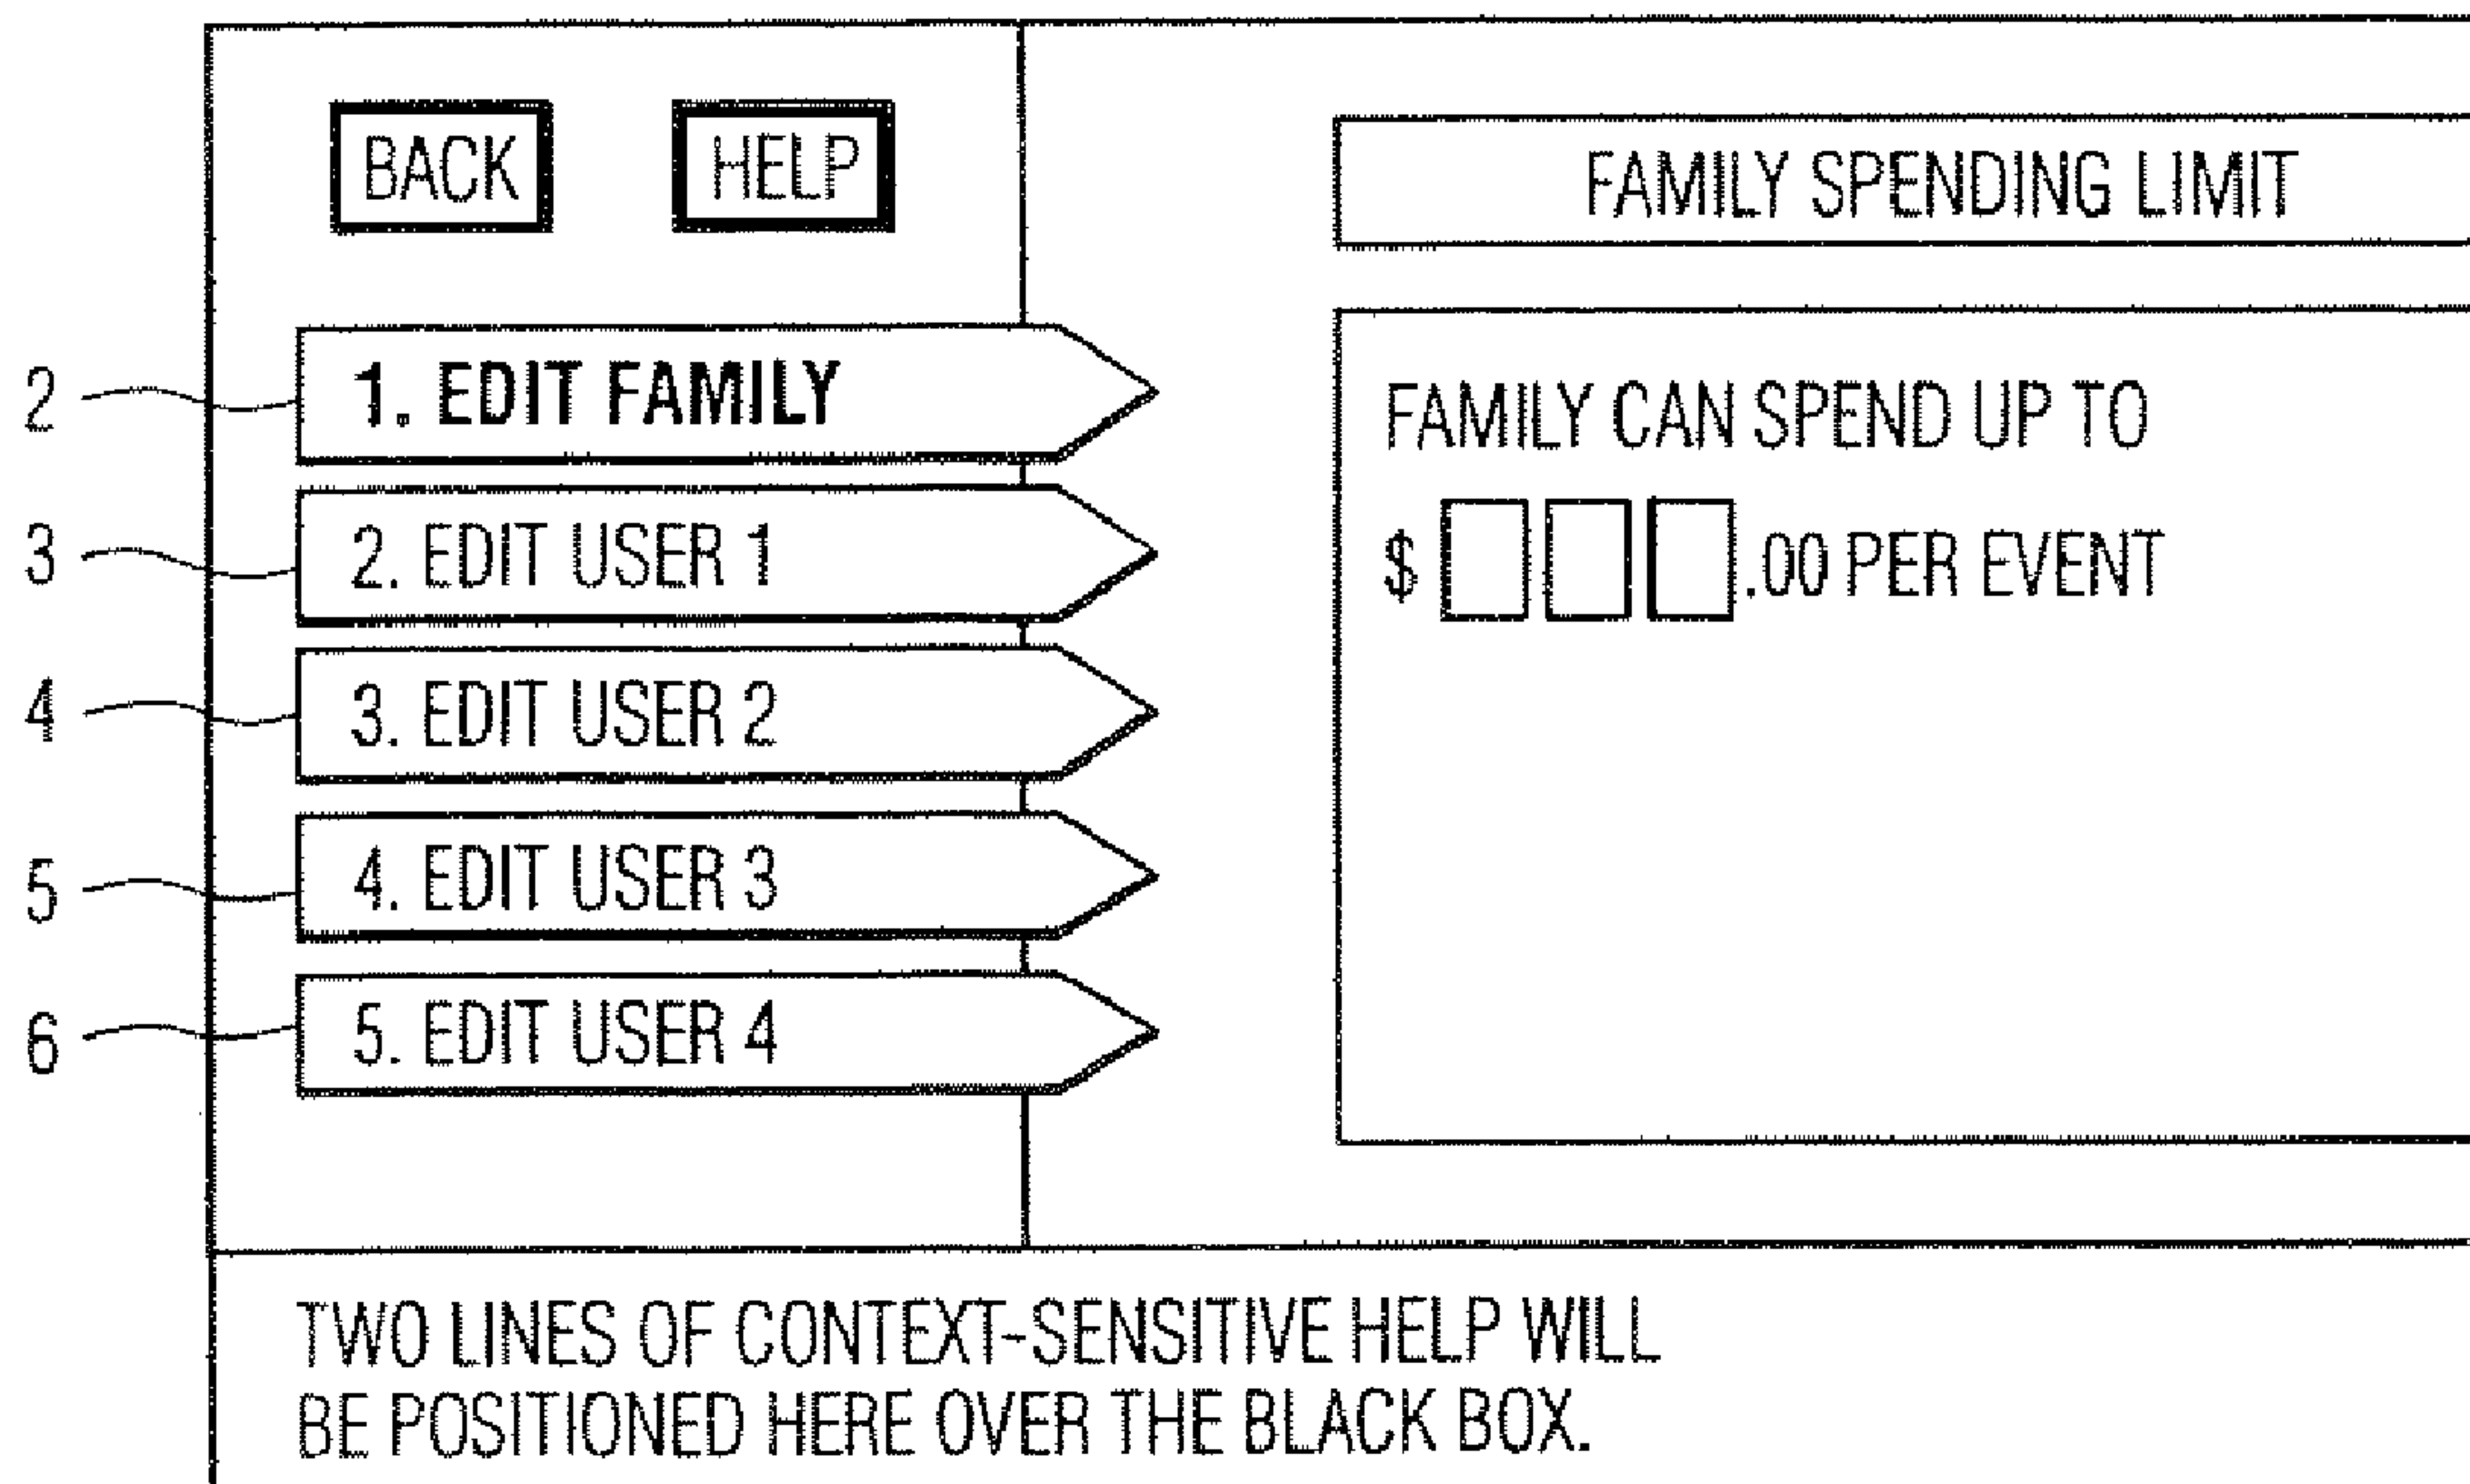 BACK HELP
FAMILY SPENDING LIMIT
2 1. EDIT FAMILY
3 2. EDIT USER 1
4 3. EDIT USER 2
5 4. EDIT USER 3
6 5. EDIT USER 4
FAMILY CAN SPEND UP TO
$ .00 PER EVENT
TWO LINES OF CONTEXT-SENSITIVE HELP WILL
BE POSITIONED HERE OVER THE BLACK BOX.